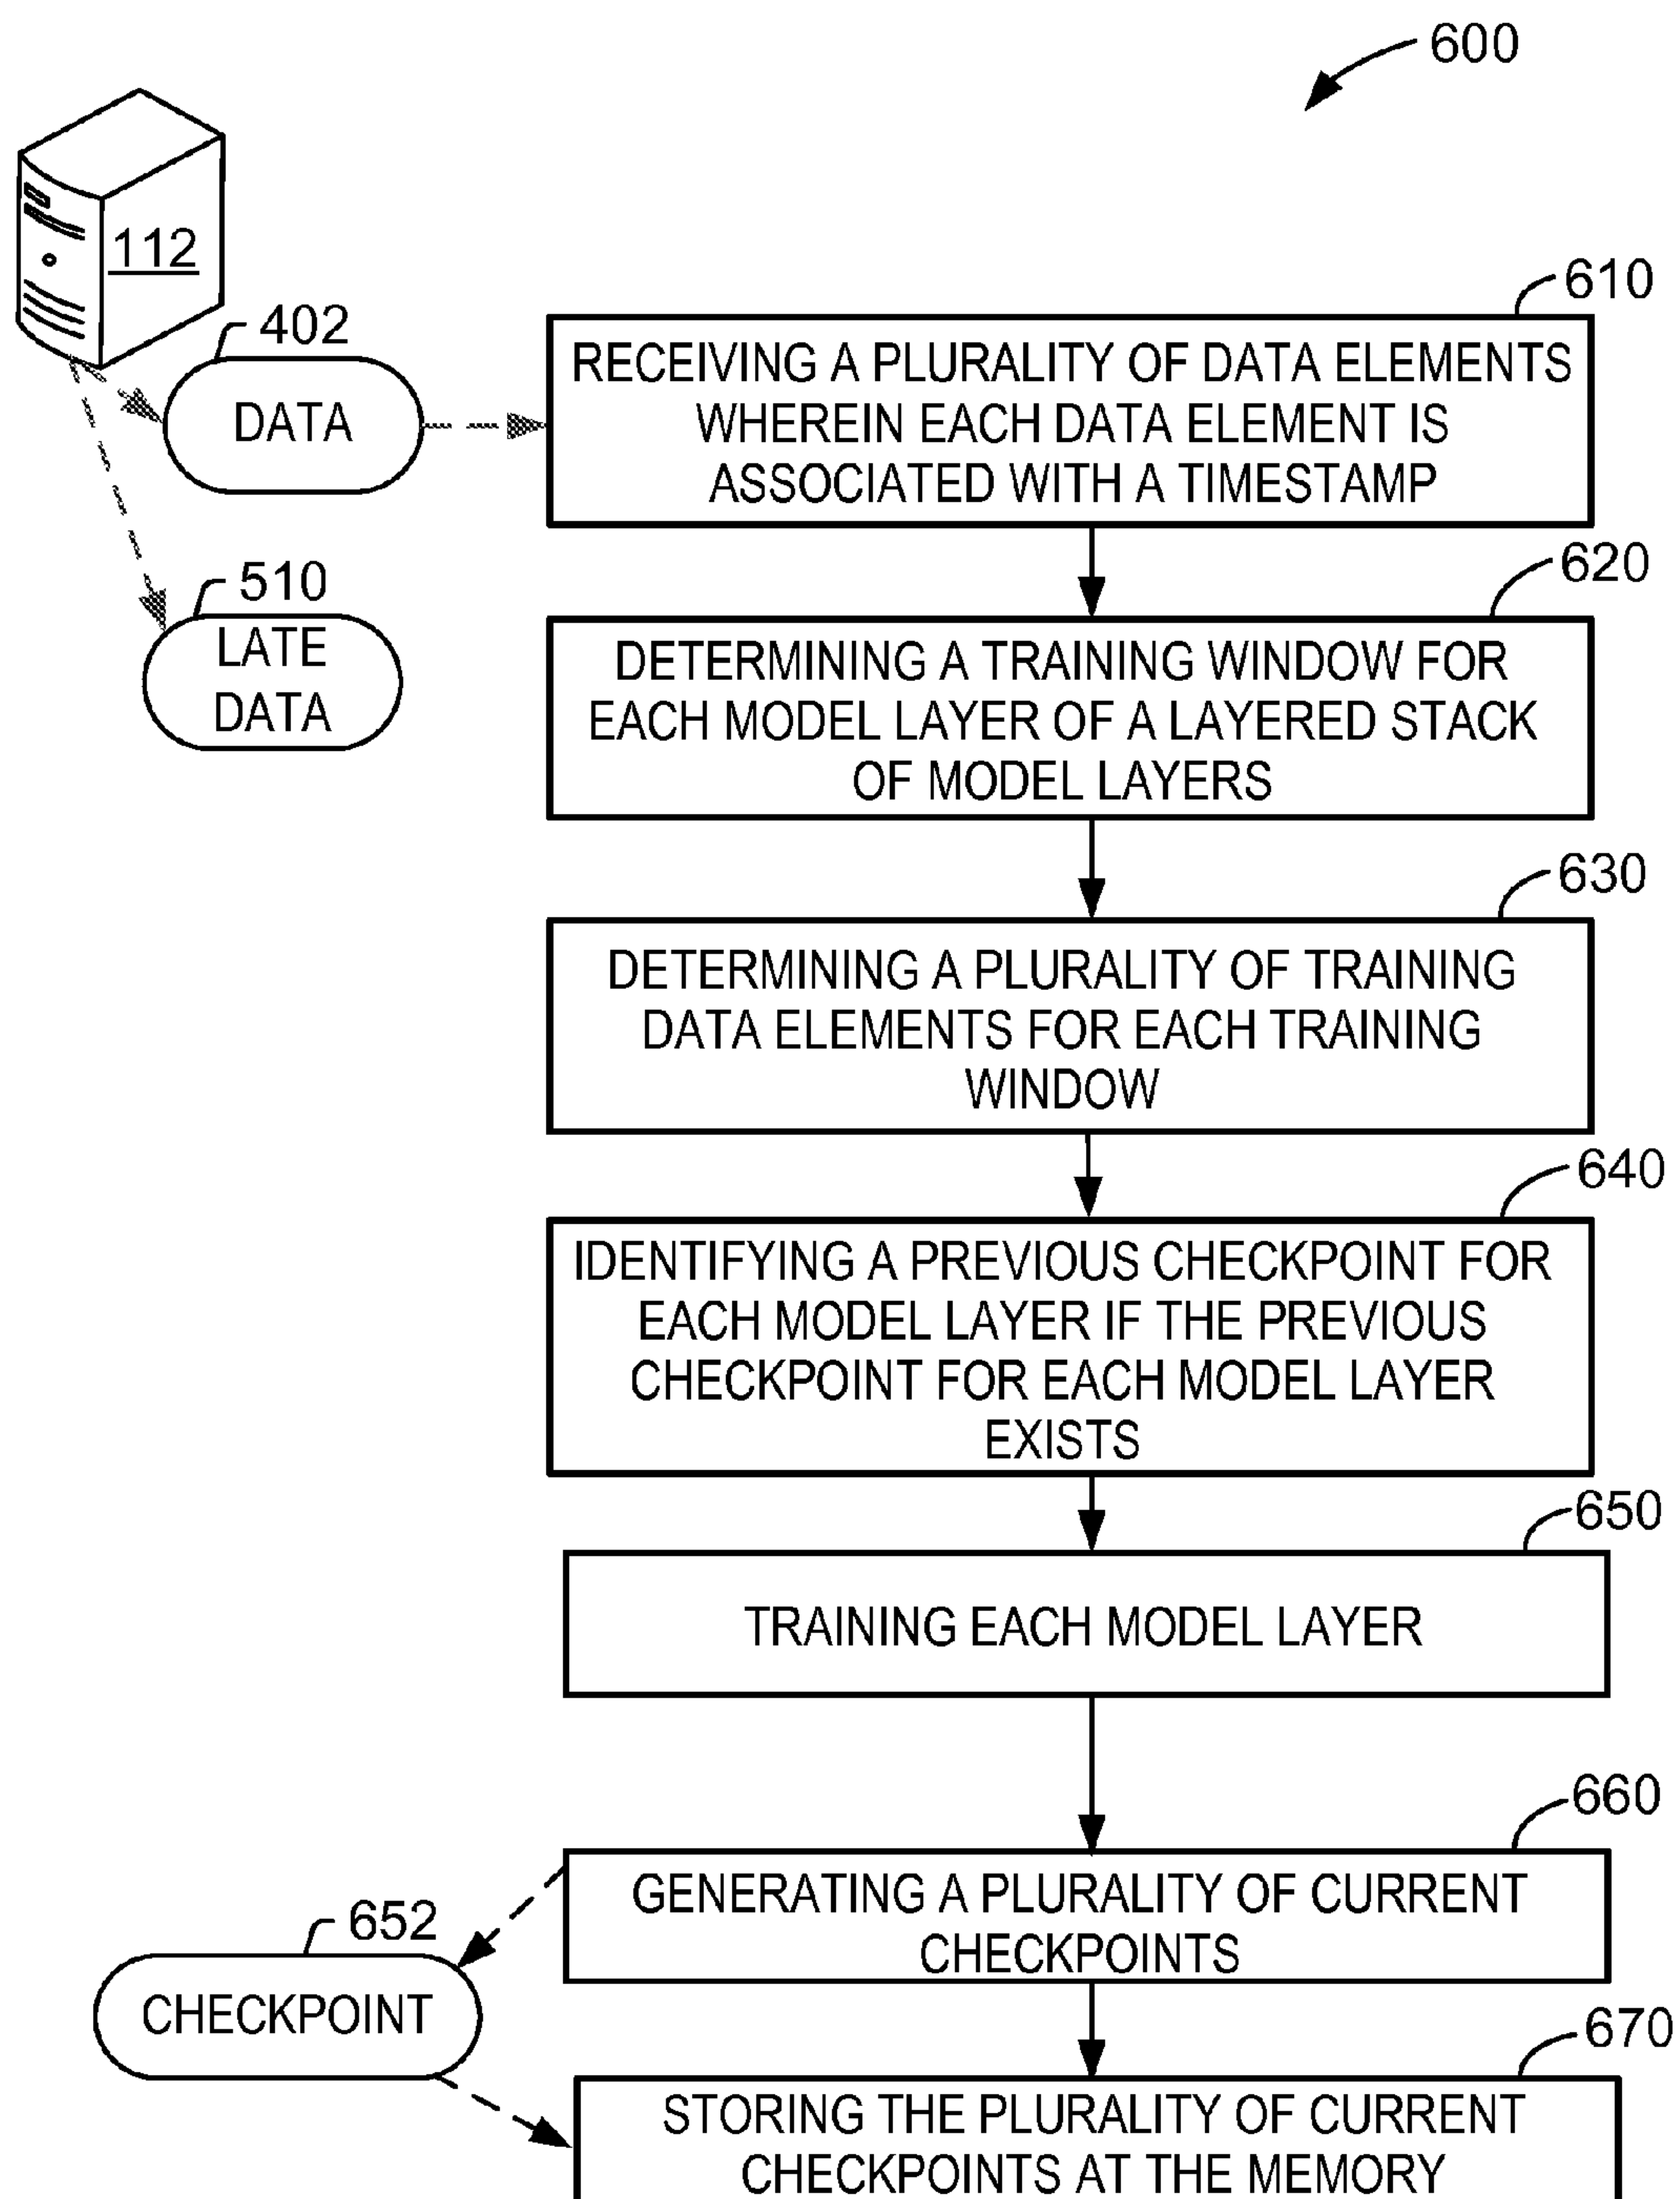 600
112
402
DATA
510
LATE
DATA
610
RECEIVING A PLURALITY OF DATA ELEMENTS
WHEREIN EACH DATA ELEMENT IS
ASSOCIATED WITH A TIMESTAMP
620
DETERMINING A TRAINING WINDOW FOR
EACH MODEL LAYER OF A LAYERED STACK
OF MODEL LAYERS
630
DETERMINING A PLURALITY OF TRAINING
DATA ELEMENTS FOR EACH TRAINING
WINDOW
640
IDENTIFYING A PREVIOUS CHECKPOINT FOR
EACH MODEL LAYER IF THE PREVIOUS
CHECKPOINT FOR EACH MODEL LAYER
EXISTS
650
TRAINING EACH MODEL LAYER
660
GENERATING A PLURALITY OF CURRENT
CHECKPOINTS
652
CHECKPOINT
670
STORING THE PLURALITY OF CURRENT
CHECKPOINTS AT THE MEMORY